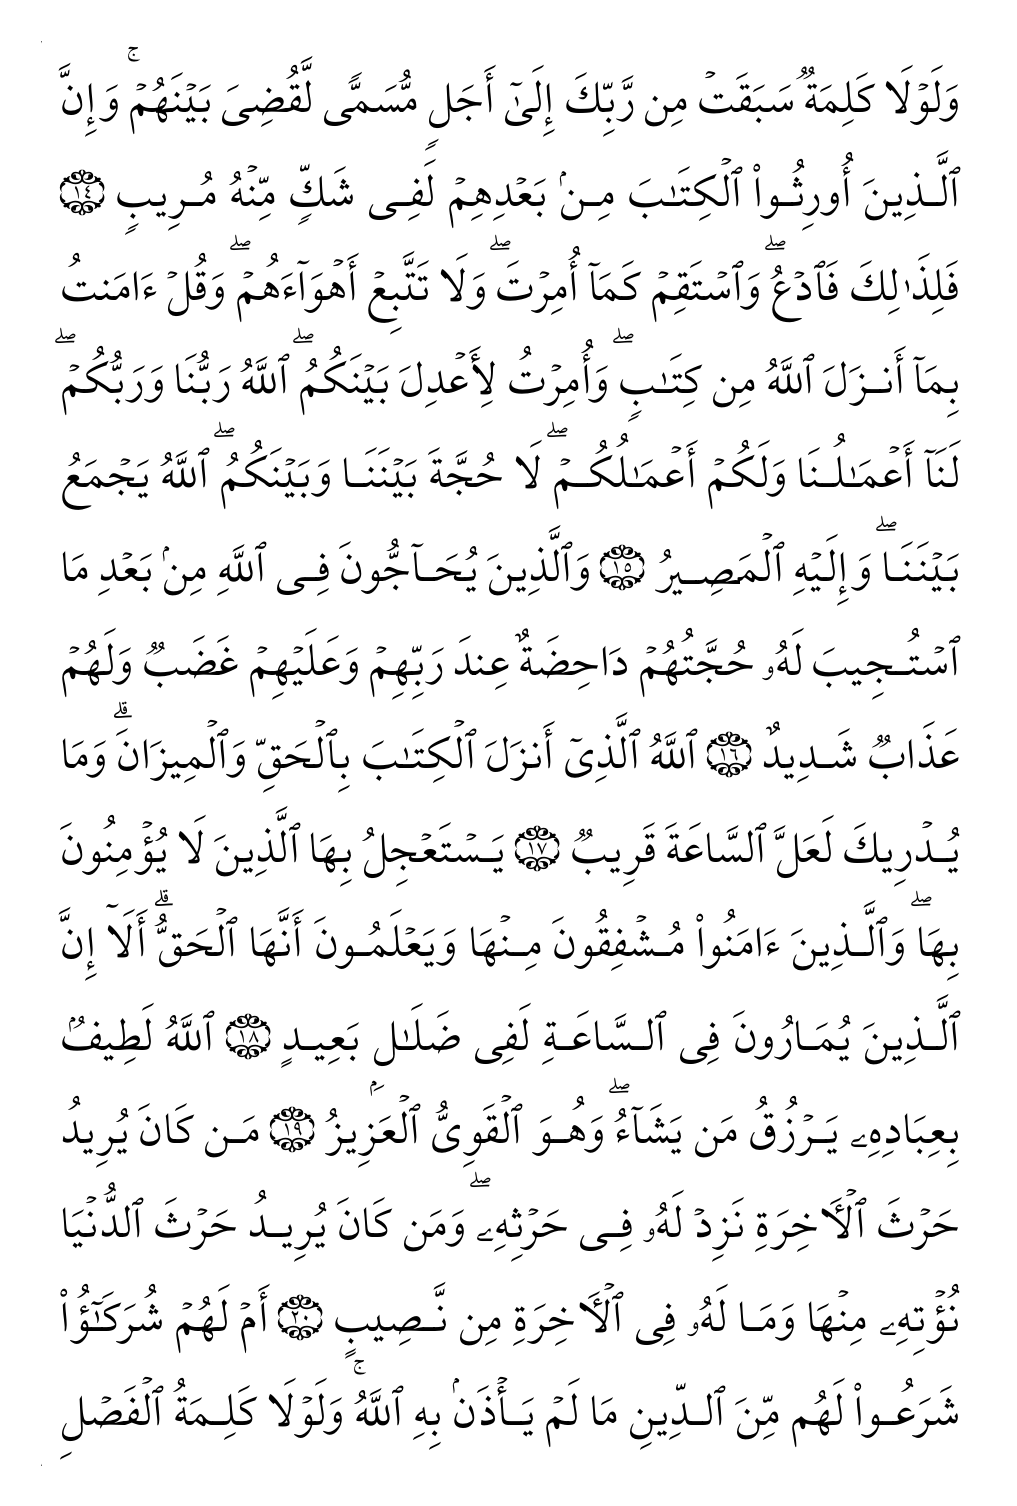 وَلَوۡلَا كَلِمَةٌ سَبَقَتۡ مِن رَّبِّكَ إِلَىٰٓ أَجَلٍ مُّسَمًّى لَّقُضِىَ بَيۡنَهُمۡۚ وَإِنَّ
ٱلَّذِينَ أُورِثُواْ ٱلۡكِتَٰبَ مِنۢ بَعۡدِهِمۡ لَفِى شَكٍّ مِّنۡهُ مُرِيبٍ ١٤
فَلِذَٰلِكَ فَٱدۡعُۖ وَٱسۡتَقِمۡ كَمَآ أُمِرۡتَۖ وَلَا تَتَّبِعۡ أَهۡوَآءَهُمۡۖ وَقُلۡ ءَامَنتُ
بِمَآ أَنزَلَ ٱللَّهُ مِن كِتَٰبٍۖ وَأُمِرۡتُ لِأَعۡدِلَ بَيۡنَكُمُۖ ٱللَّهُ رَبُّنَا وَرَبُّكُمۡۖ
لَنَآ أَعۡمَٰلُنَا وَلَكُمۡ أَعۡمَٰلُكُمۡۖ لَا حُجَّةَ بَيۡنَنَا وَبَيۡنَكُمُۖ ٱللَّهُ يَجۡمَعُ
بَيۡنَنَاۖ وَإِلَيۡهِ ٱلۡمَصِيرُ ١٥ وَٱلَّذِينَ يُحَآجُّونَ فِى ٱللَّهِ مِنۢ بَعۡدِ مَا
ٱسۡتُجِيبَ لَهُۥ حُجَّتُهُمۡ دَاحِضَةٌ عِندَ رَبِّهِمۡ وَعَلَيۡهِمۡ غَضَبٌ وَلَهُمۡ
عَذَابٌ شَدِيدٌ ١٦ ٱللَّهُ ٱلَّذِىٓ أَنزَلَ ٱلۡكِتَٰبَ بِٱلۡحَقِّ وَٱلۡمِيزَانَۗ وَمَا
يُدۡرِيكَ لَعَلَّ ٱلسَّاعَةَ قَرِيبٌ ١٧ يَسۡتَعۡجِلُ بِهَا ٱلَّذِينَ لَا يُؤۡمِنُونَ
بِهَاۖ وَٱلَّذِينَ ءَامَنُواْ مُشۡفِقُونَ مِنۡهَا وَيَعۡلَمُونَ أَنَّهَا ٱلۡحَقُّۗ أَلَآ إِنَّ
ٱلَّذِينَ يُمَارُونَ فِى ٱلسَّاعَةِ لَفِى ضَلَٰلٍ بَعِيدٍ ١٨ ٱللَّهُ لَطِيفٌۢ
بِعِبَادِهِۦ يَرۡزُقُ مَن يَشَآءُۖ وَهُوَ ٱلۡقَوِىُّ ٱلۡعَزِيزُ ١٩ مَن كَانَ يُرِيدُ
حَرۡثَ ٱلۡأٓخِرَةِ نَزِدۡ لَهُۥ فِى حَرۡثِهِۦۖ وَمَن كَانَ يُرِيدُ حَرۡثَ ٱلدُّنۡيَا
نُؤۡتِهِۦ مِنۡهَا وَمَا لَهُۥ فِى ٱلۡأٓخِرَةِ مِن نَّصِيبٍ ٢٠ أَمۡ لَهُمۡ شُرَكَٰٓؤُاْ
شَرَعُواْ لَهُم مِّنَ ٱلدِّينِ مَا لَمۡ يَأۡذَنۢ بِهِ ٱللَّهُۚ وَلَوۡلَا كَلِمَةُ ٱلۡفَصۡلِ